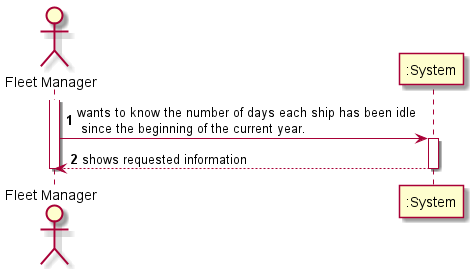 Fleet Manager
:System
1 wants to know the number of days each ship has been idle
since the beginning of the current year.
2 shows requested information
Fleet Manager
:System